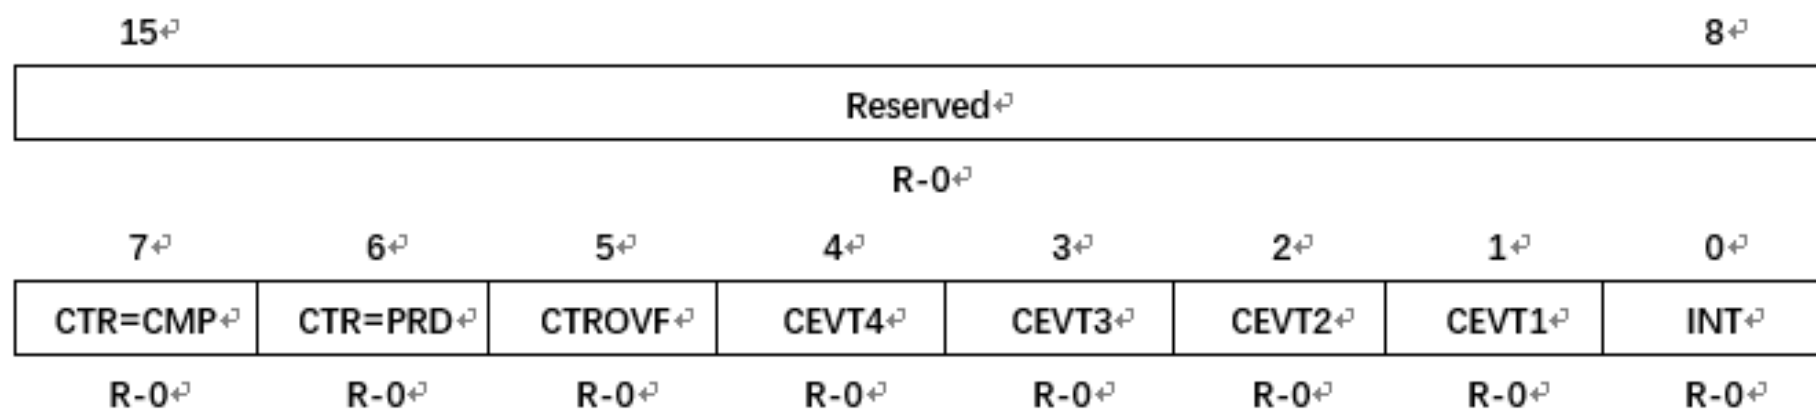 15 8
Reserved
R-0
7 6 5 4 3 2 1 0
CTR=CMP CTR=PRD CTROVF CEVT4 CEVT3 CEVT2 CEVT1 INT
R-0 R-0 R-0 R-0 R-0 R-0 R-0 R-0